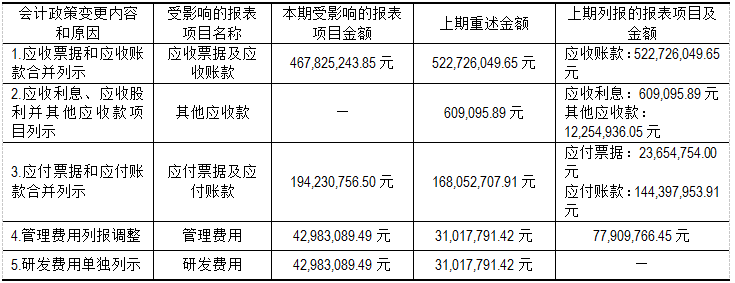 会计政策变更内容和原因 受影响的报表项目名称 本期受影响的报表项目金额 上期重述金额 上期列报的报表项目及金额
1.应收票据和应收账款合并列示 应收票据及应收账款 467,825,243.85 元 522,726,049.65 元 应收账款：522,726,049.65 元
2.应收利息、应收股利并其他应收款项目列示 其他应收款 — 609,095.89 元 应收利息：609,095.89 元 其他应收款：12,254,936.05 元
3.应付票据和应付账款合并列示 应付票据及应付账款 194,230,756.50 元 168,052,707.91 元 应付票据：23,654,754.00 元 应付账款：144,397,953.91 元
4.管理费用列报调整 管理费用 42,983,089.49 元 31,017,791.42 元 77,909,766.45 元
5.研发费用单独列示 研发费用 42,983,089.49 元 31,017,791.42 元 —